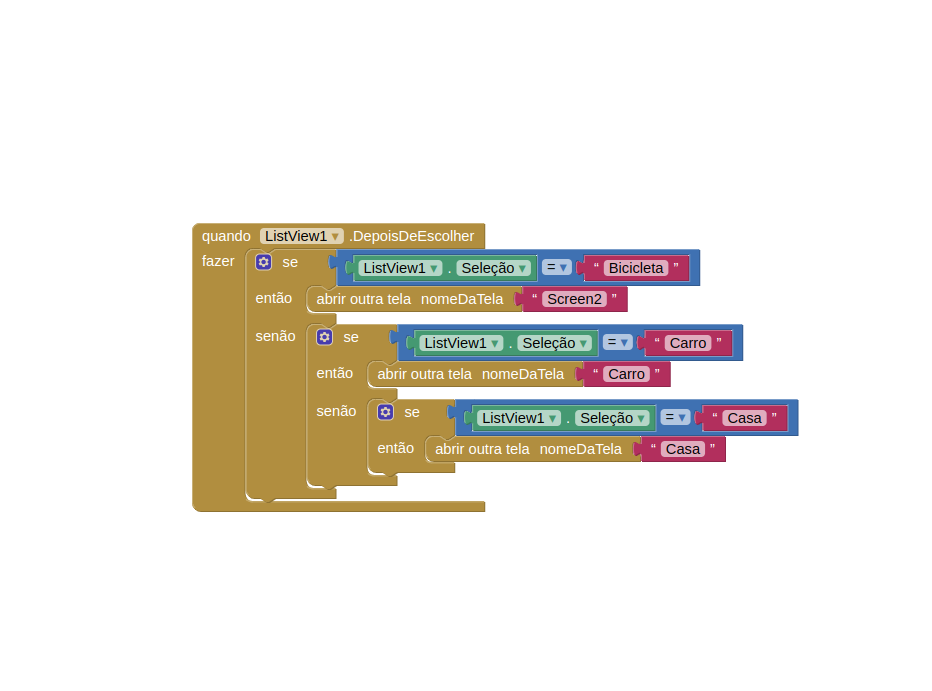 quando ListView1 ▾ .DepoisDeEscolher
fazer se ListView1 ▾ . Seleção ▾ = ▾ “ Bicicleta ”
então abrir outra tela nomeDaTela “ Screen2 ”
senão se ListView1 ▾ . Seleção ▾ = ▾ “ Carro ”
então abrir outra tela nomeDaTela “ Carro ”
senão se ListView1 ▾ . Seleção ▾ = ▾ “ Casa ”
então abrir outra tela nomeDaTela “ Casa ”